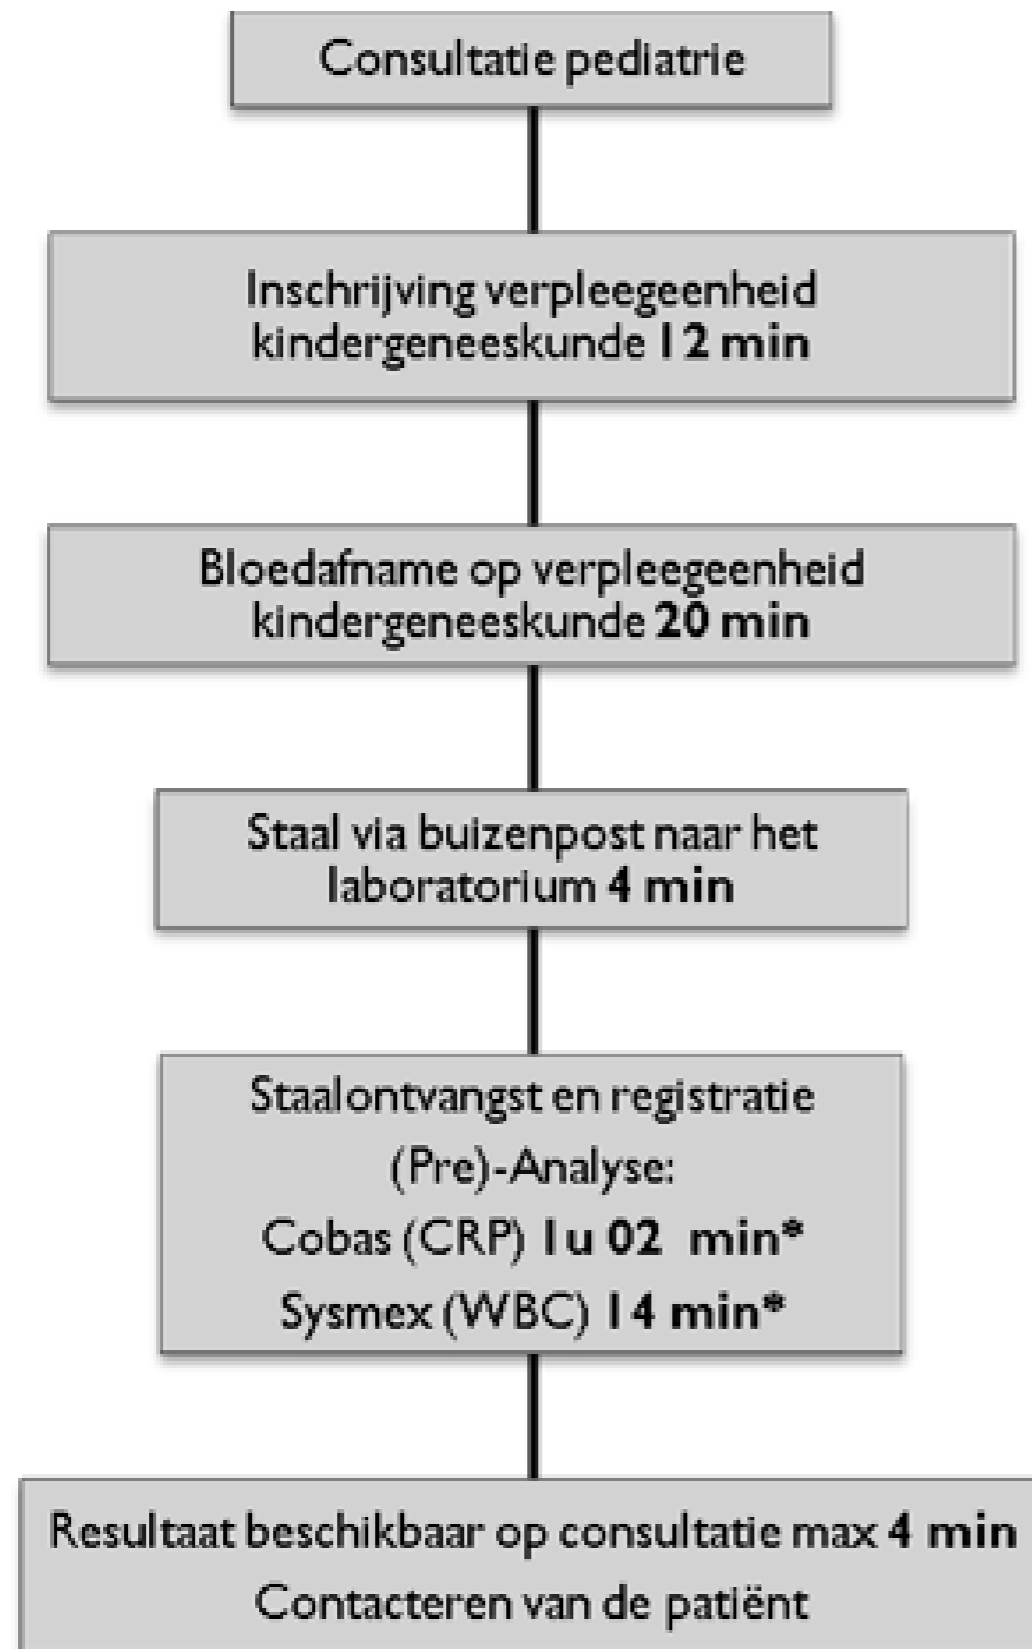 Consultatie pediatrie
Inschrijving verpleegeenheid
kindergeneeskunde 12 min
Bloedafname op verpleegeenheid
kindergeneeskunde 20 min
Staal via buizenpost naar het
laboratorium 4 min
Staalontvangst en registratie
(Pre)-Analyse:
Cobas (CRP) 1u 02 min*
Sysmex (WBC) 14 min*
Resultaat beschikbaar op consultatie max 4 min
Contacteren van de patiënt